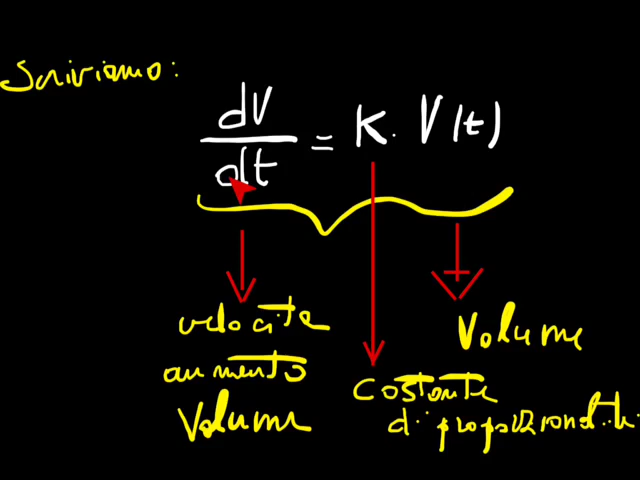 Scriviamo:
dV/dt = K · V(t)
velocità
aumento
Volume
Costante
di proporzionalità
Volume